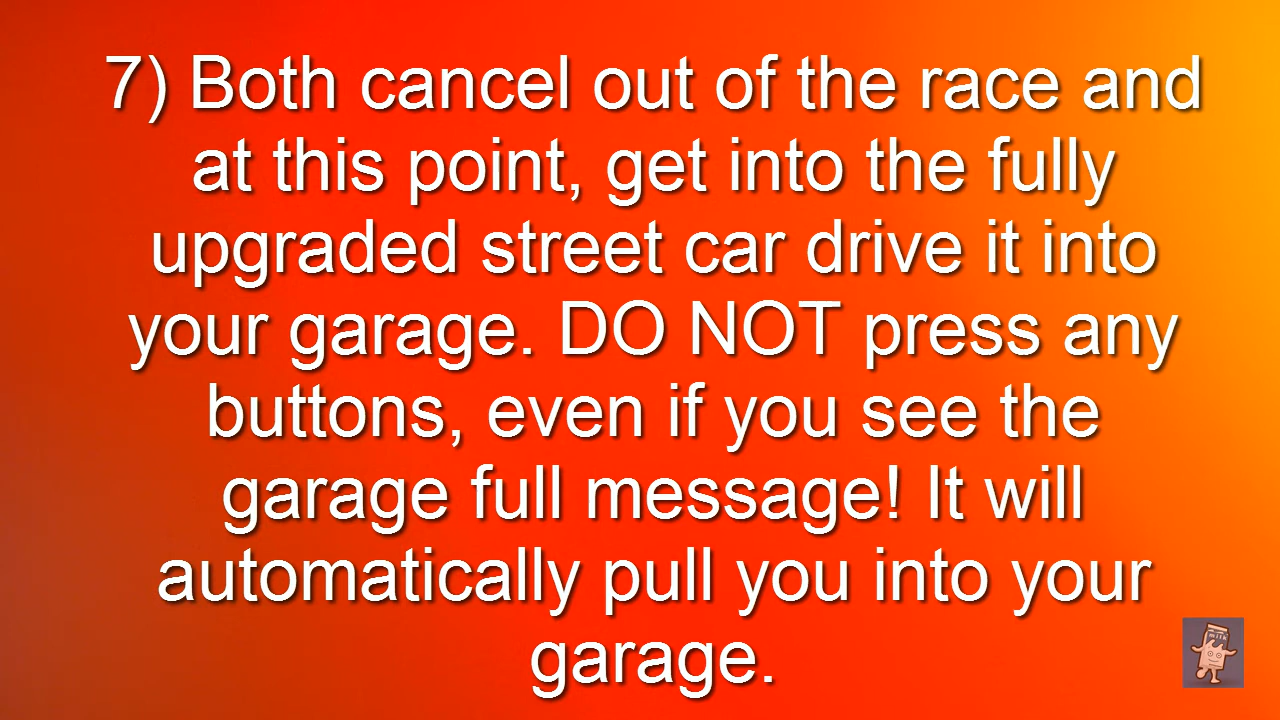 7) Both cancel out of the race and
at this point, get into the fully
upgraded street car drive it into
your garage. DO NOT press any
buttons, even if you see the
garage full message! It will
automatically pull you into your
garage.
milk